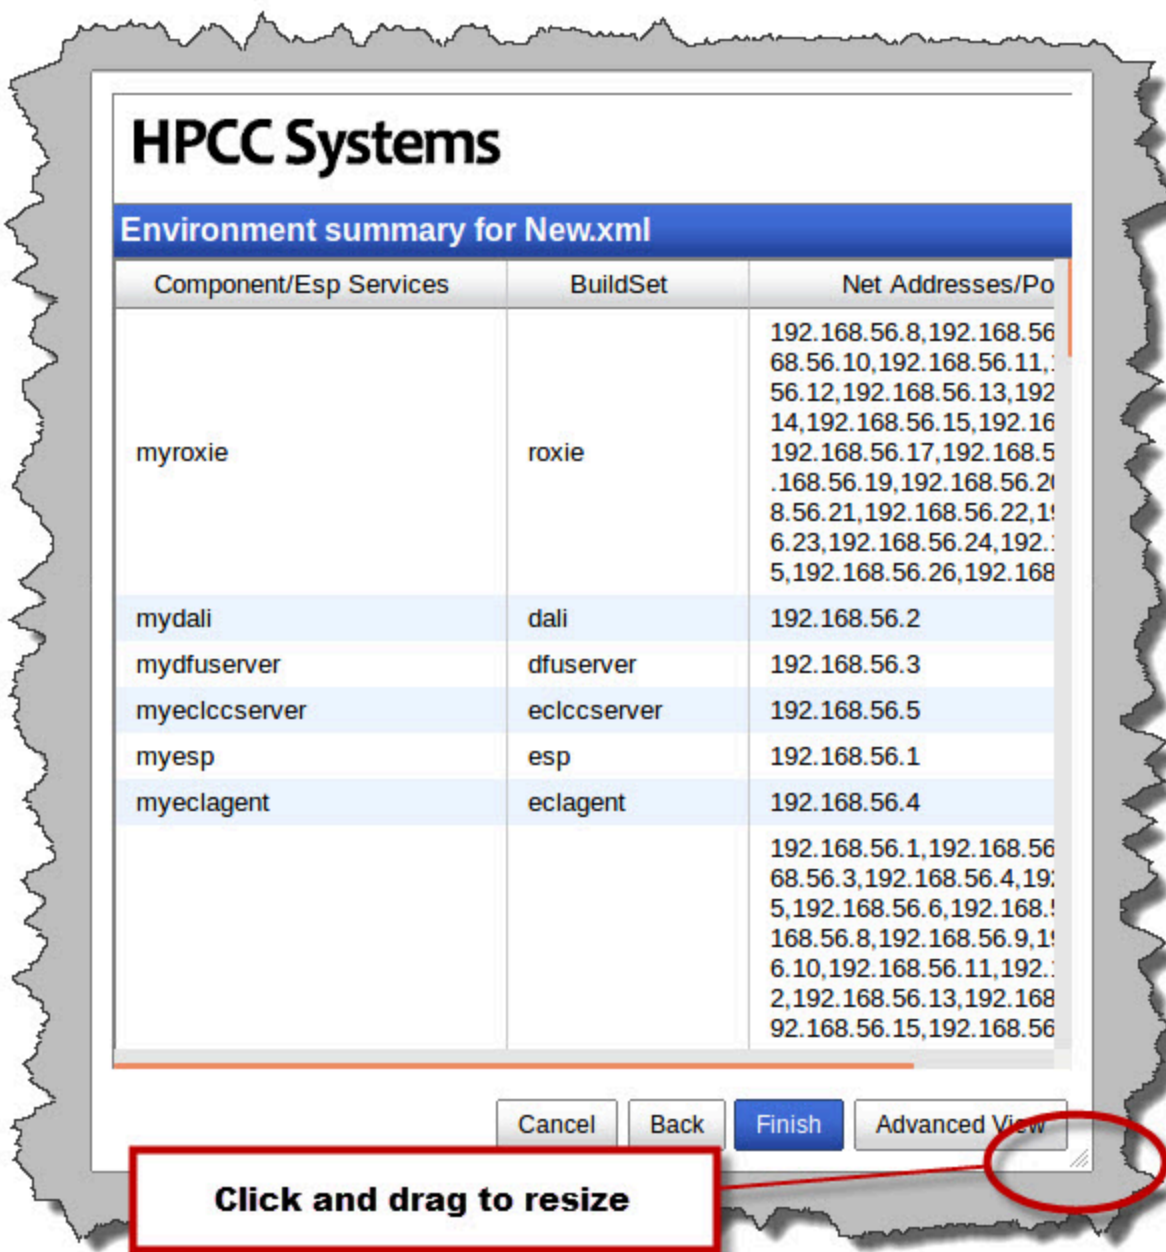 HPCC Systems
Environment summary for New.xml
Component/Esp Services BuildSet Net Addresses/Po
192.168.56.8,192.168.56
68.56.10,192.168.56.11,
56.12,192.168.56.13,192
14,192.168.56.15,192.16
myroxie roxie 192.168.56.17,192.168.5
.168.56.19,192.168.56.20
8.56.21,192.168.56.22,19
6.23,192.168.56.24,192.
5,192.168.56.26,192.168
mydali dali 192.168.56.2
mydfuserver dfuserver 192.168.56.3
myeclccserver eclccserver 192.168.56.5
myesp esp 192.168.56.1
myeclagent eclagent 192.168.56.4
192.168.56.1,192.168.56
68.56.3,192.168.56.4,192
5,192.168.56.6,192.168.
168.56.8,192.168.56.9,19
6.10,192.168.56.11,192.
2,192.168.56.13,192.168
92.168.56.15,192.168.56
Cancel Back Finish Advanced View
Click and drag to resize